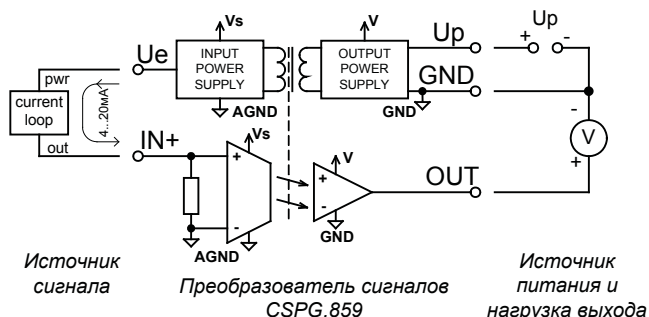 Vs
V
Up
Up
+
-
Ue
INPUT
POWER
SUPPLY
OUTPUT
POWER
SUPPLY
GND
pwr
current
loop
out
4...20мА
AGND
GND
-
V
+
IN+
Vs
V
+
-
+
-
OUT
AGND
GND
Источник
сигнала
Преобразователь сигналов
CSPG.859
Источник
питания и
нагрузка выхода